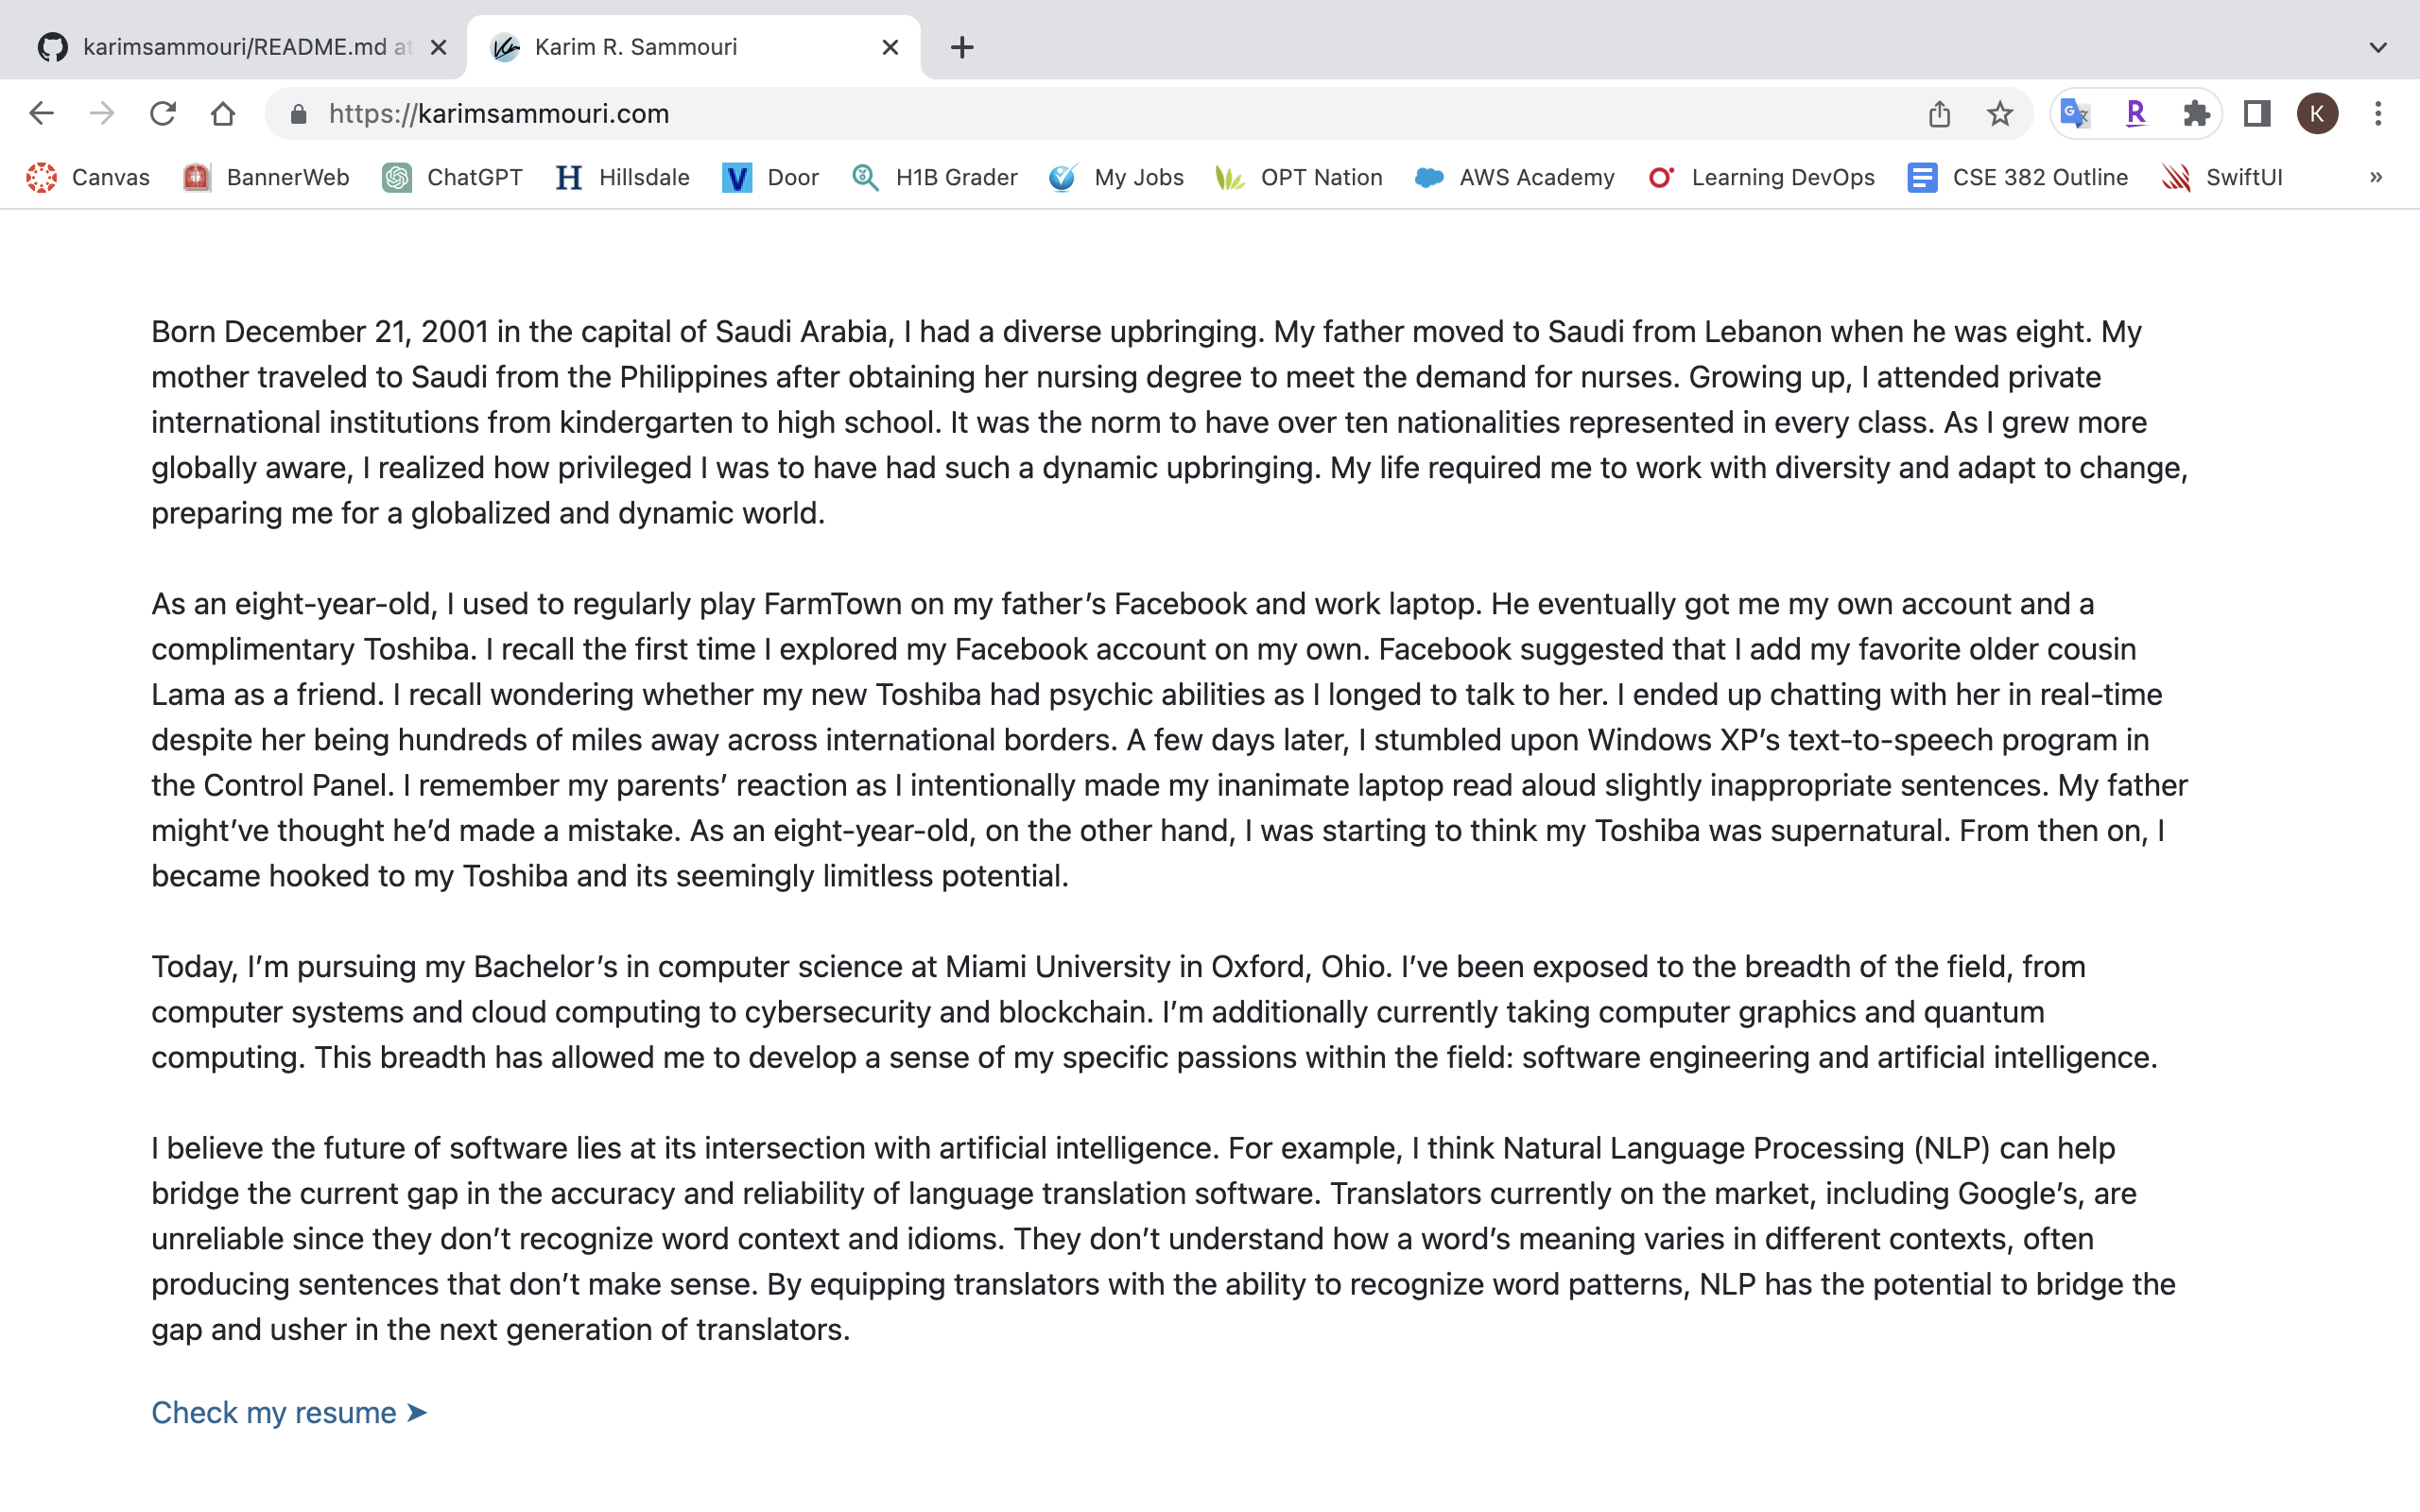 karimsammouri/README.md at
Karim R. Sammouri
https://karimsammouri.com
K
Canvas
BannerWeb
ChatGPT
Hillsdale
Door
H1B Grader
My Jobs
OPT Nation
AWS Academy
Learning DevOps
CSE 382 Outline
SwiftUI
»
Born December 21, 2001 in the capital of Saudi Arabia, I had a diverse upbringing. My father moved to Saudi from Lebanon when he was eight. My
mother traveled to Saudi from the Philippines after obtaining her nursing degree to meet the demand for nurses. Growing up, I attended private
international institutions from kindergarten to high school. It was the norm to have over ten nationalities represented in every class. As I grew more
globally aware, I realized how privileged I was to have had such a dynamic upbringing. My life required me to work with diversity and adapt to change,
preparing me for a globalized and dynamic world.
As an eight-year-old, I used to regularly play FarmTown on my father’s Facebook and work laptop. He eventually got me my own account and a
complimentary Toshiba. I recall the first time I explored my Facebook account on my own. Facebook suggested that I add my favorite older cousin
Lama as a friend. I recall wondering whether my new Toshiba had psychic abilities as I longed to talk to her. I ended up chatting with her in real-time
despite her being hundreds of miles away across international borders. A few days later, I stumbled upon Windows XP’s text-to-speech program in
the Control Panel. I remember my parents’ reaction as I intentionally made my inanimate laptop read aloud slightly inappropriate sentences. My father
might’ve thought he’d made a mistake. As an eight-year-old, on the other hand, I was starting to think my Toshiba was supernatural. From then on, I
became hooked to my Toshiba and its seemingly limitless potential.
Today, I’m pursuing my Bachelor’s in computer science at Miami University in Oxford, Ohio. I’ve been exposed to the breadth of the field, from
computer systems and cloud computing to cybersecurity and blockchain. I’m additionally currently taking computer graphics and quantum
computing. This breadth has allowed me to develop a sense of my specific passions within the field: software engineering and artificial intelligence.
I believe the future of software lies at its intersection with artificial intelligence. For example, I think Natural Language Processing (NLP) can help
bridge the current gap in the accuracy and reliability of language translation software. Translators currently on the market, including Google’s, are
unreliable since they don’t recognize word context and idioms. They don’t understand how a word’s meaning varies in different contexts, often
producing sentences that don’t make sense. By equipping translators with the ability to recognize word patterns, NLP has the potential to bridge the
gap and usher in the next generation of translators.
Check my resume ➤